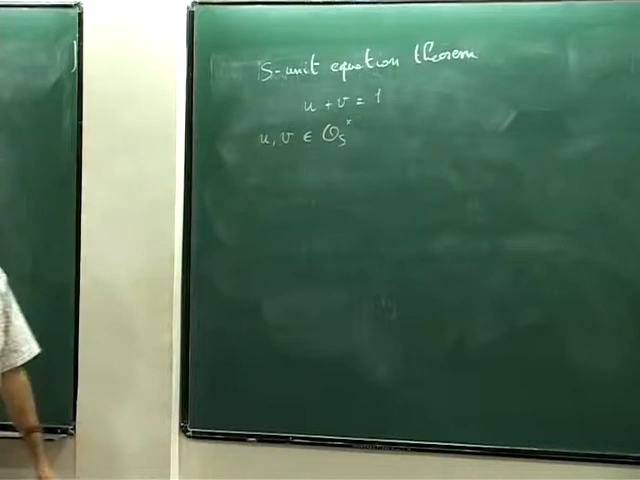 S-unit equation theorem
u + v = 1
u, v ∈ O_S^×